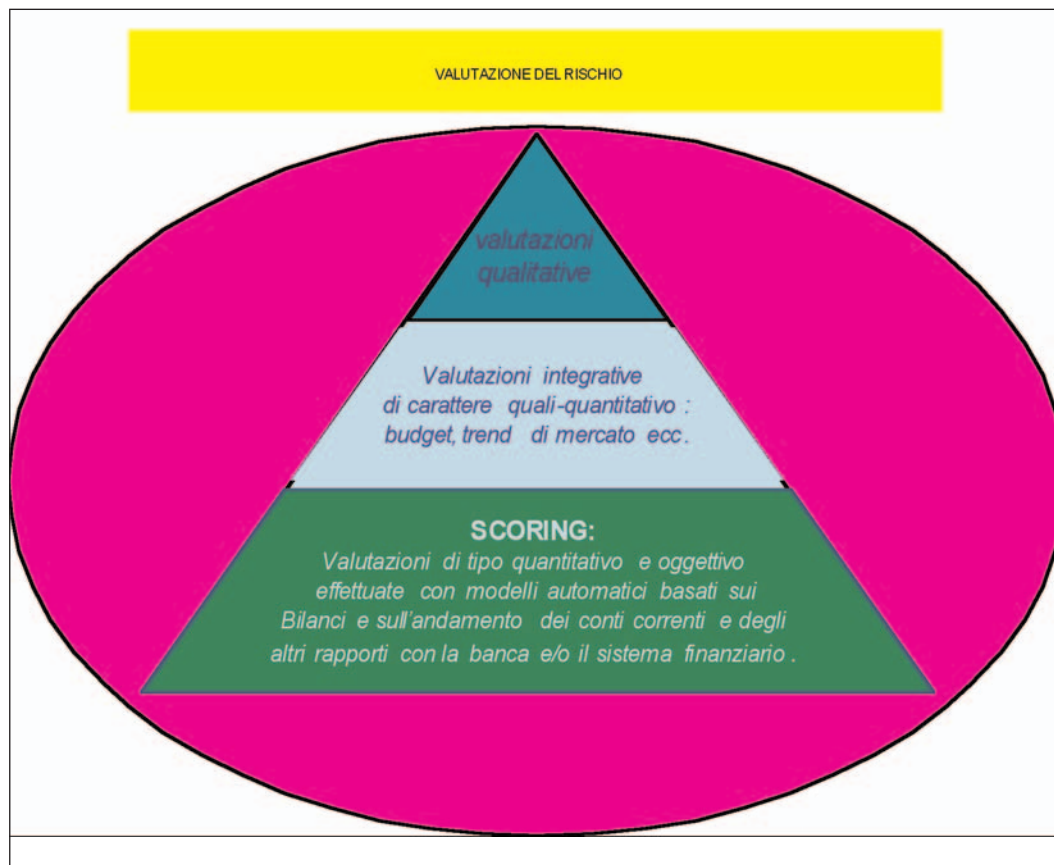 VALUTAZIONE DEL RISCHIO
valutazioni
qualitative
Valutazioni integrative
di carattere quali-quantitativo :
budget, trend di mercato ecc.
SCORING:
Valutazioni di tipo quantitativo e oggettivo
effettuate con modelli automatici basati sui
Bilanci e sull'andamento dei conti correnti e degli
altri rapporti con la banca e/o il sistema finanziario .